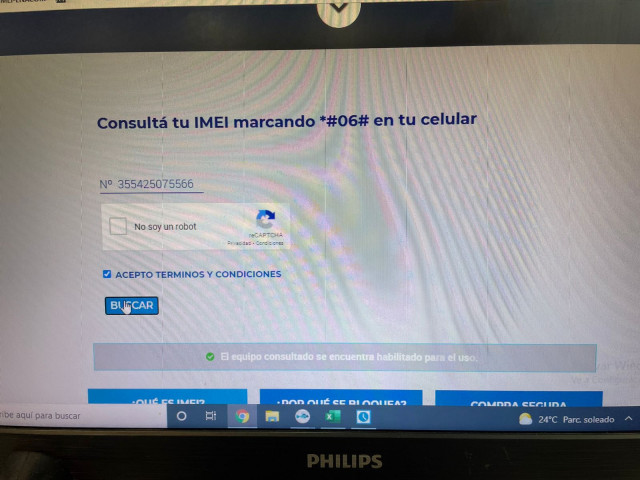 Consultá tu IMEI marcando *#06# en tu celular
Nº 355425075566
No soy un robot
reCAPTCHA
Privacidad - Condiciones
ACEPTO TERMINOS Y CONDICIONES
BUSCAR
El equipo consultado se encuentra habilitado para el uso.
¿QUÉ ES IMEI?
¿POR QUÉ SE BLOQUEA?
COMPRA SEGURA
ribe aquí para buscar
24°C Parc. soleado
PHILIPS